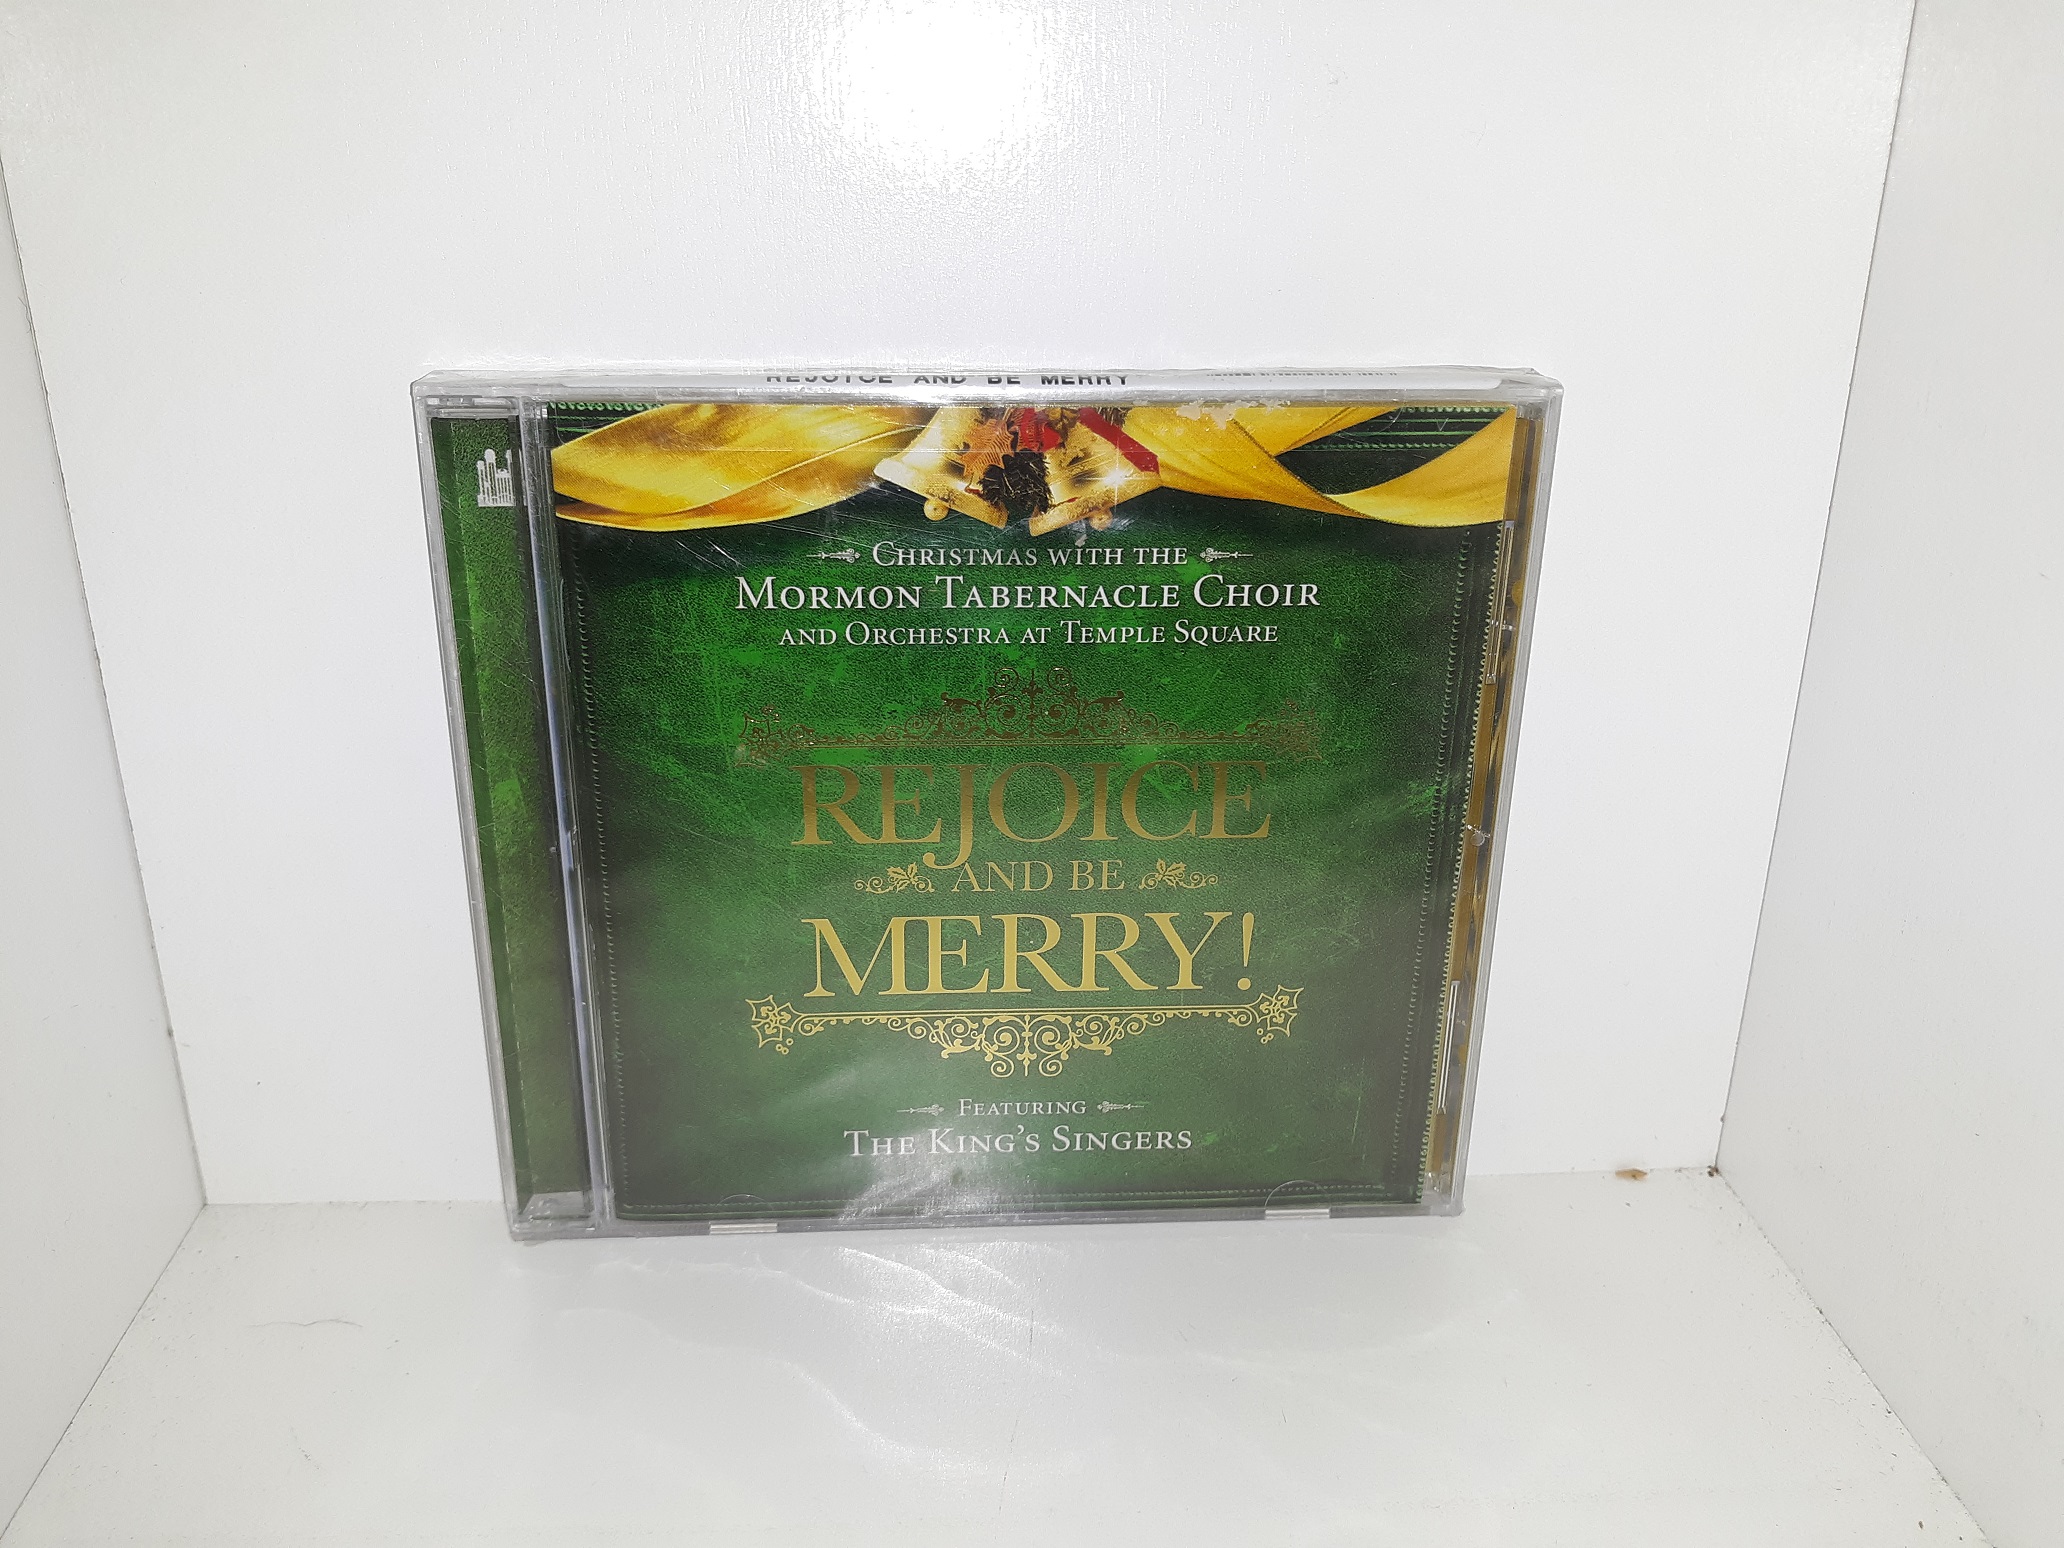 REJOICE AND BE MERRY
CHRISTMAS WITH THE
MORMON TABERNACLE CHOIR
AND ORCHESTRA AT TEMPLE SQUARE
REJOICE
AND BE
MERRY!
FEATURING
THE KING'S SINGERS